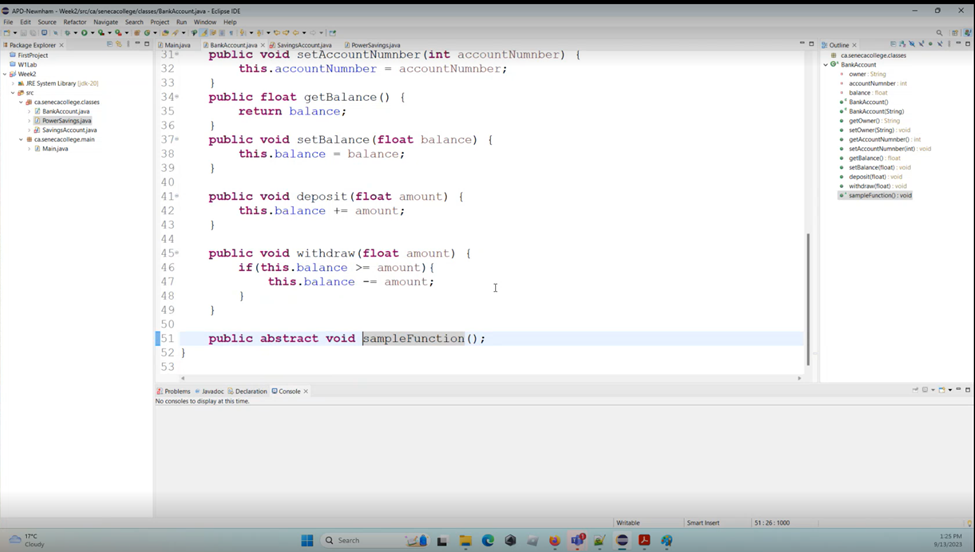 APD-Newnham - Week2/src/ca/senecacollege/classes/BankAccount.java - Eclipse IDE
File Edit Source Refactor Navigate Search Project Run Window Help
Package Explorer
FirstProject
W1Lab
Week2
JRE System Library [jdk-20]
src
ca.senecacollege.classes
BankAccount.java
PowerSavings.java
SavingsAccount.java
ca.senecacollege.main
Main.java
Main.java BankAccount.java SavingsAccount.java PowerSavings.java
31 public void setAccountNumnber(int accountNumnber) {
32 this.accountNumnber = accountNumnber;
33 }
34 public float getBalance() {
35 return balance;
36 }
37 public void setBalance(float balance) {
38 this.balance = balance;
39 }
40
41 public void deposit(float amount) {
42 this.balance += amount;
43 }
44
45 public void withdraw(float amount) {
46 if(this.balance >= amount){
47 this.balance -= amount;
48 }
49 }
50
51 public abstract void sampleFunction();
52 }
53
Outline
ca.senecacollege.classes
BankAccount
owner : String
accountNumnber : int
balance : float
BankAccount()
BankAccount(String)
getOwner() : String
setOwner(String) : void
getAccountNumnber() : int
setAccountNumnber(int) : void
getBalance() : float
setBalance(float) : void
deposit(float) : void
withdraw(float) : void
sampleFunction() : void
Problems Javadoc Declaration Console
No consoles to display at this time.
Writable Smart Insert 51 : 26 : 1000
17°C
Cloudy
Search
1:25 PM
9/13/2023